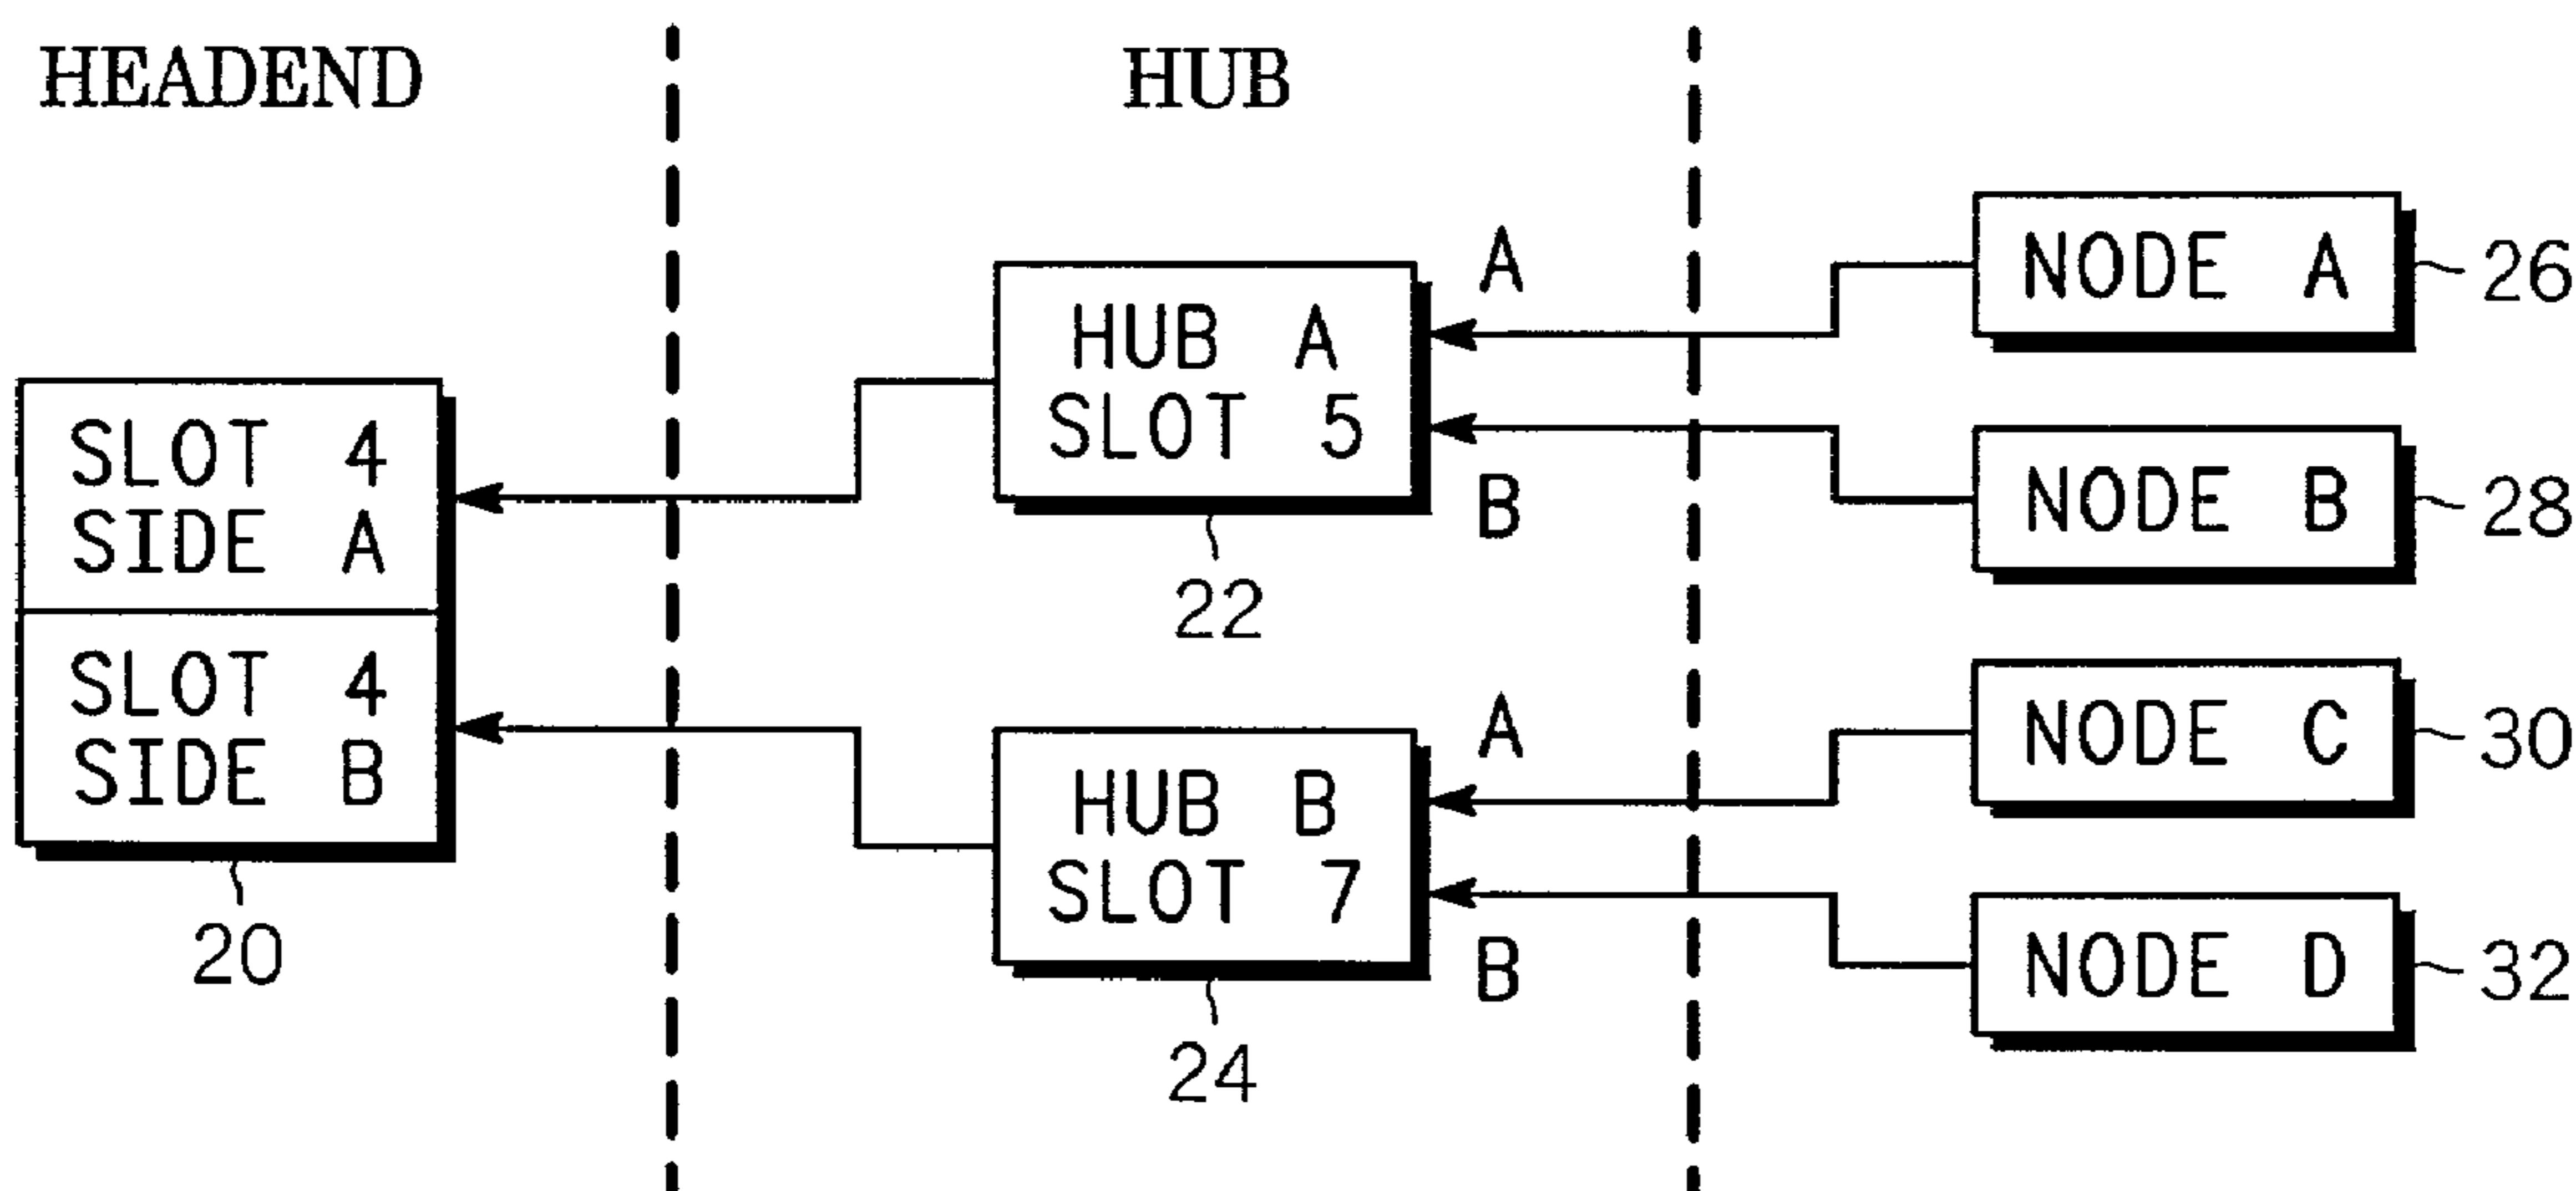 HEADEND
HUB
SLOT 4
SIDE A
SLOT 4
SIDE B
20
HUB A
SLOT 5
22
A
B
HUB B
SLOT 7
24
A
B
NODE A
26
NODE B
28
NODE C
30
NODE D
32